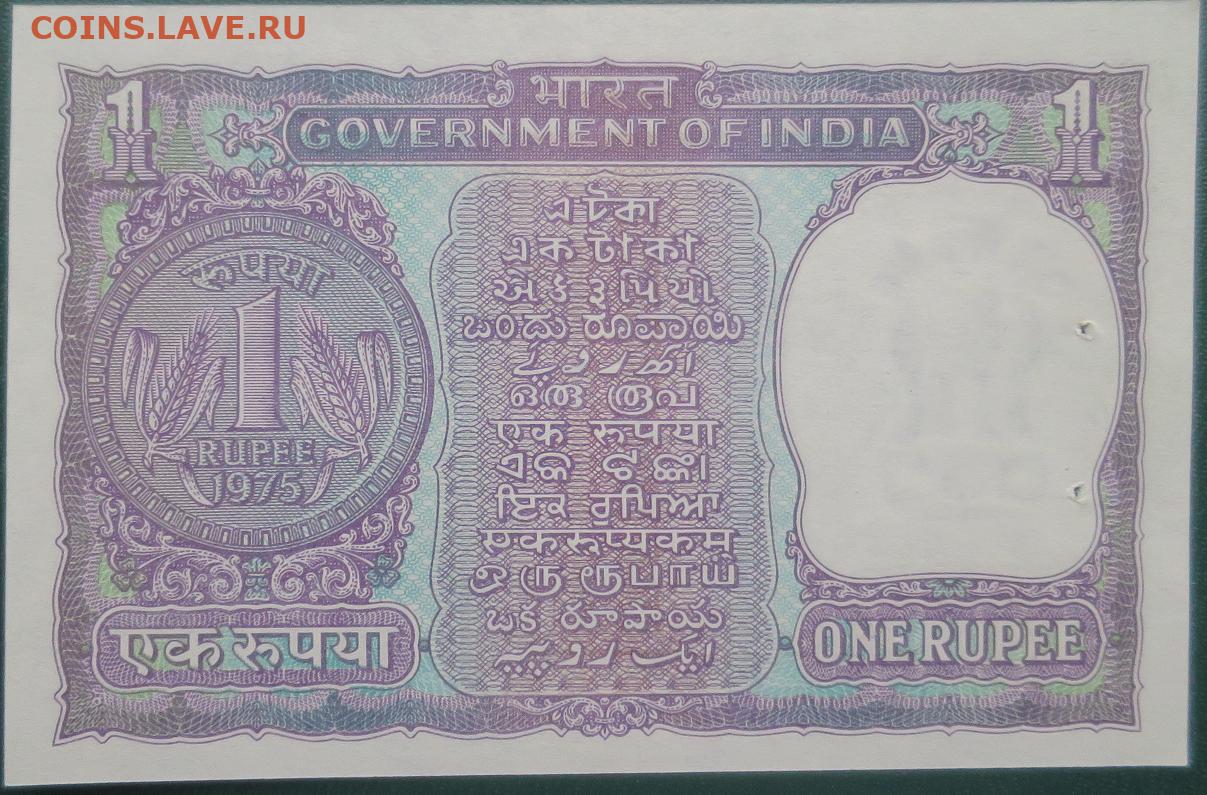 COINS.LAVE.RU
1 भारत 1
GOVERNMENT OF INDIA
रूपया
1
RUPEE
1975
এটকা
এক টাকা
એક રૂપિયો
ಒಂದು ರೂಪಾಯಿ
ഒരു രൂപ
एक रुपया
ଏକ ଟଙ୍କା
ਇਕ ਰੁਪਿਆ
एकरूप्यकम्
ஒரு ரூபாய்
ఒక రూపాయి
ایک روپیہ
एक रूपया
ONE RUPEE